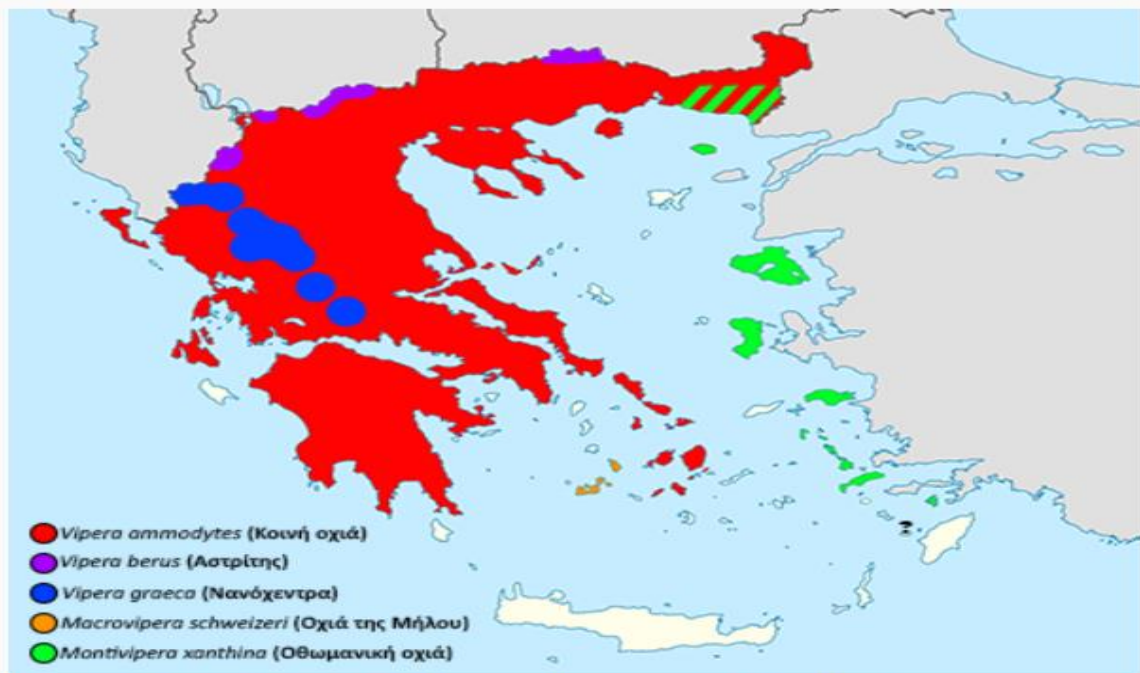 Vipera ammodytes (Κοινή οχιά)
Vipera berus (Αστρίτης)
Vipera graeca (Νανόχεντρα)
Macrovipera schweizeri (Οχιά της Μήλου)
Montivipera xanthina (Οθωμανική οχιά)
?